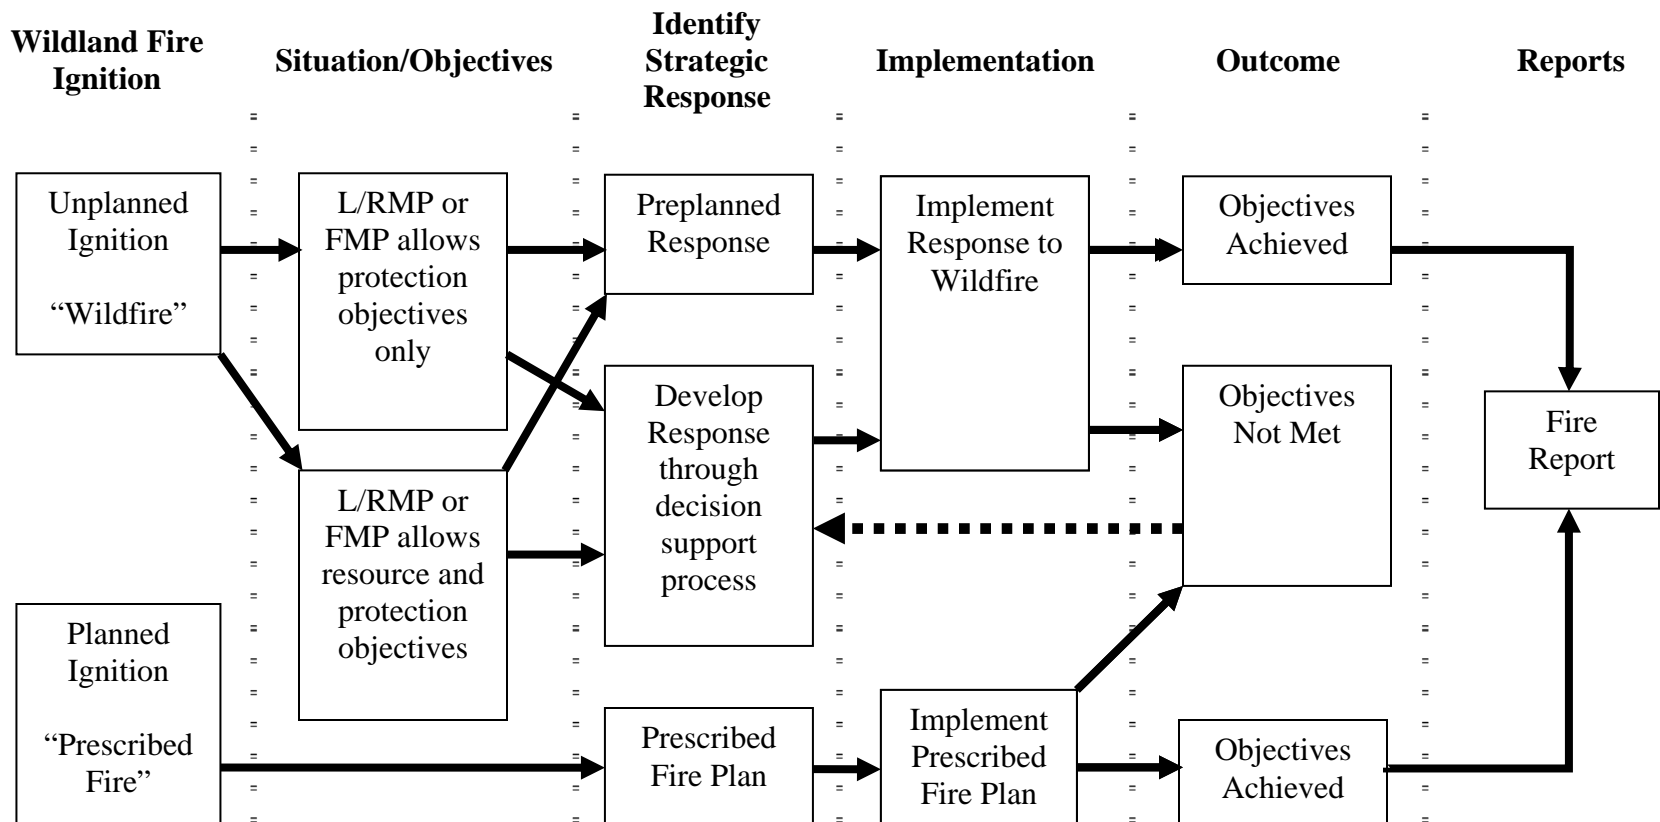 Wildland Fire
Ignition
Situation/Objectives
Identify
Strategic
Response
Implementation
Outcome
Reports
Unplanned
Ignition
“Wildfire”
L/RMP or
FMP allows
protection
objectives
only
Preplanned
Response
Implement
Response to
Wildfire
Objectives
Achieved
Develop
Response
through
decision
support
process
Objectives
Not Met
Fire
Report
L/RMP or
FMP allows
resource and
protection
objectives
Planned
Ignition
“Prescribed
Fire”
Prescribed
Fire Plan
Implement
Prescribed
Fire Plan
Objectives
Achieved